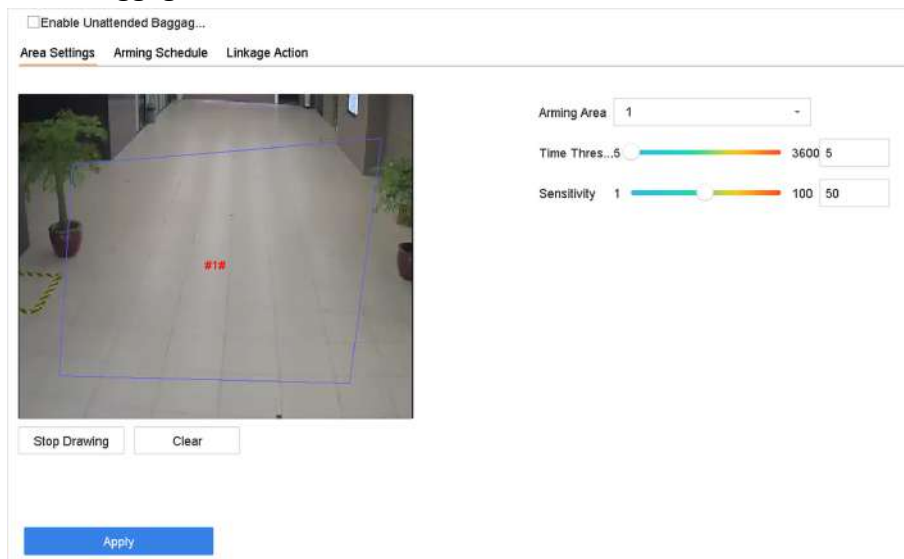 Enable Unattended Baggag...
Area Settings Arming Schedule Linkage Action
Arming Area 1
Time Thres...5 3600 5
Sensitivity 1 100 50
#1#
Stop Drawing Clear
Apply